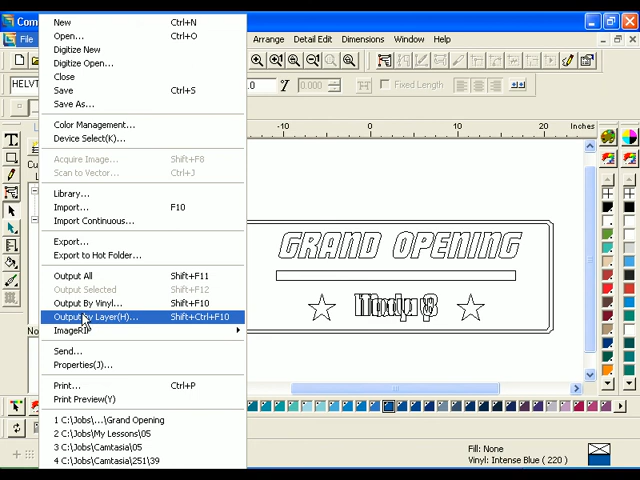 Com
File
Arrange
Detail Edit
Dimensions
Window
Help
New Ctrl+N
Open... Ctrl+O
Digitize New
Digitize Open...
Close
Save Ctrl+S
Save As...
Color Management...
Device Select(K)...
Acquire Image... Shift+F8
Scan to Vector... Ctrl+J
Library...
Import... F10
Import Continuous...
Export...
Export to Hot Folder...
Output All Shift+F11
Output Selected Shift+F12
Output By Vinyl... Shift+F10
Output by Layer(H)... Shift+Ctrl+F10
ImageRIP
Send...
Properties(J)...
Print... Ctrl+P
Print Preview(Y)
1 C:\Jobs\...\Grand Opening
2 C:\Jobs\My Lessons\05
3 C:\Jobs\Camtasia\05
4 C:\Jobs\Camtasia\251\39
HELVT
.0
0.000
Fixed Length
-10 0 10 20 Inches
GRAND OPENING
Fill: None
Vinyl: Intense Blue ( 220 )